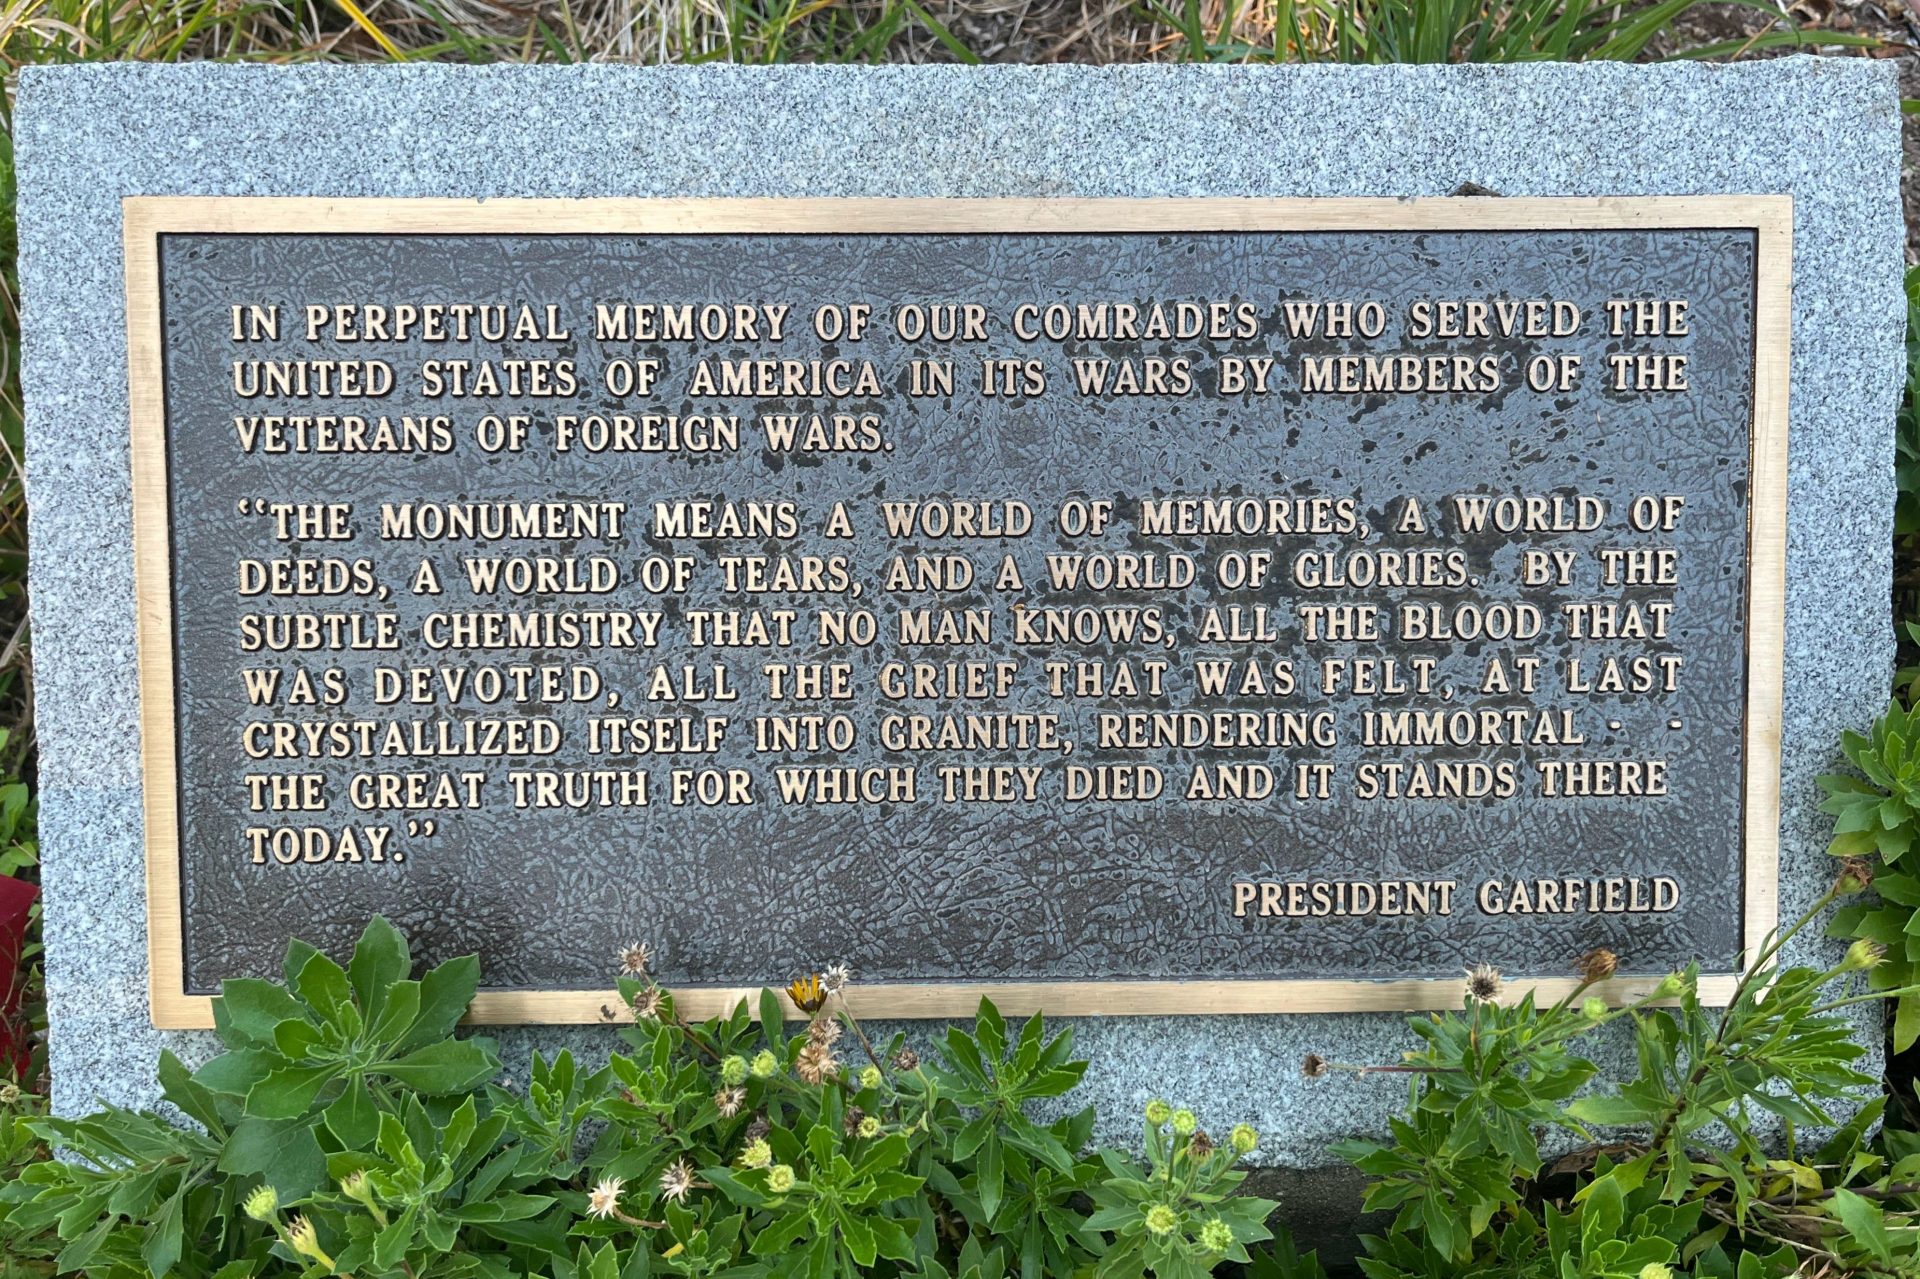 IN PERPETUAL MEMORY OF OUR COMRADES WHO SERVED THE
UNITED STATES OF AMERICA IN ITS WARS BY MEMBERS OF THE
VETERANS OF FOREIGN WARS.
“THE MONUMENT MEANS A WORLD OF MEMORIES, A WORLD OF
DEEDS, A WORLD OF TEARS, AND A WORLD OF GLORIES. BY THE
SUBTLE CHEMISTRY THAT NO MAN KNOWS, ALL THE BLOOD THAT
WAS DEVOTED, ALL THE GRIEF THAT WAS FELT, AT LAST
CRYSTALLIZED ITSELF INTO GRANITE, RENDERING IMMORTAL - -
THE GREAT TRUTH FOR WHICH THEY DIED AND IT STANDS THERE
TODAY.”
PRESIDENT GARFIELD